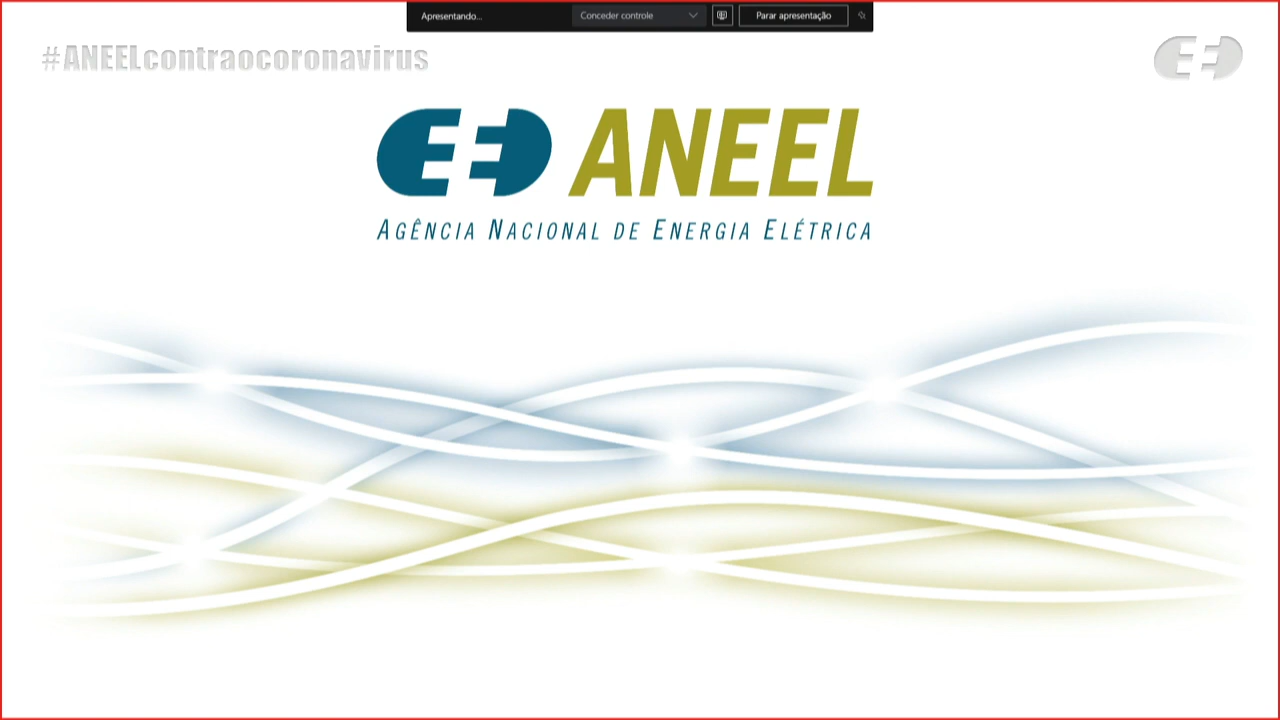 Apresentando...
Conceder controle
Parar apresentação
#ANEELcontraocoronavirus
ANEEL
AGÊNCIA NACIONAL DE ENERGIA ELÉTRICA